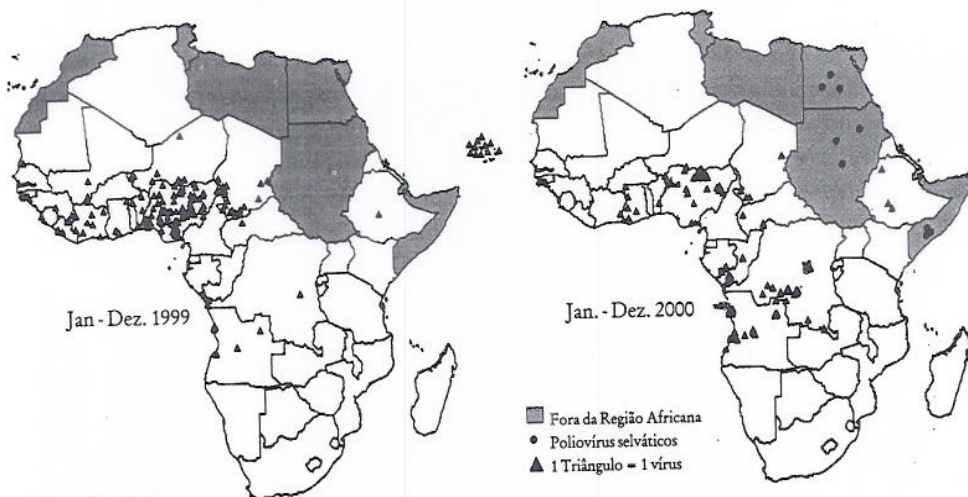 Jan - Dez. 1999
Jan. - Dez. 2000
Fora da Região Africana
Poliovírus selváticos
1 Triângulo = 1 vírus